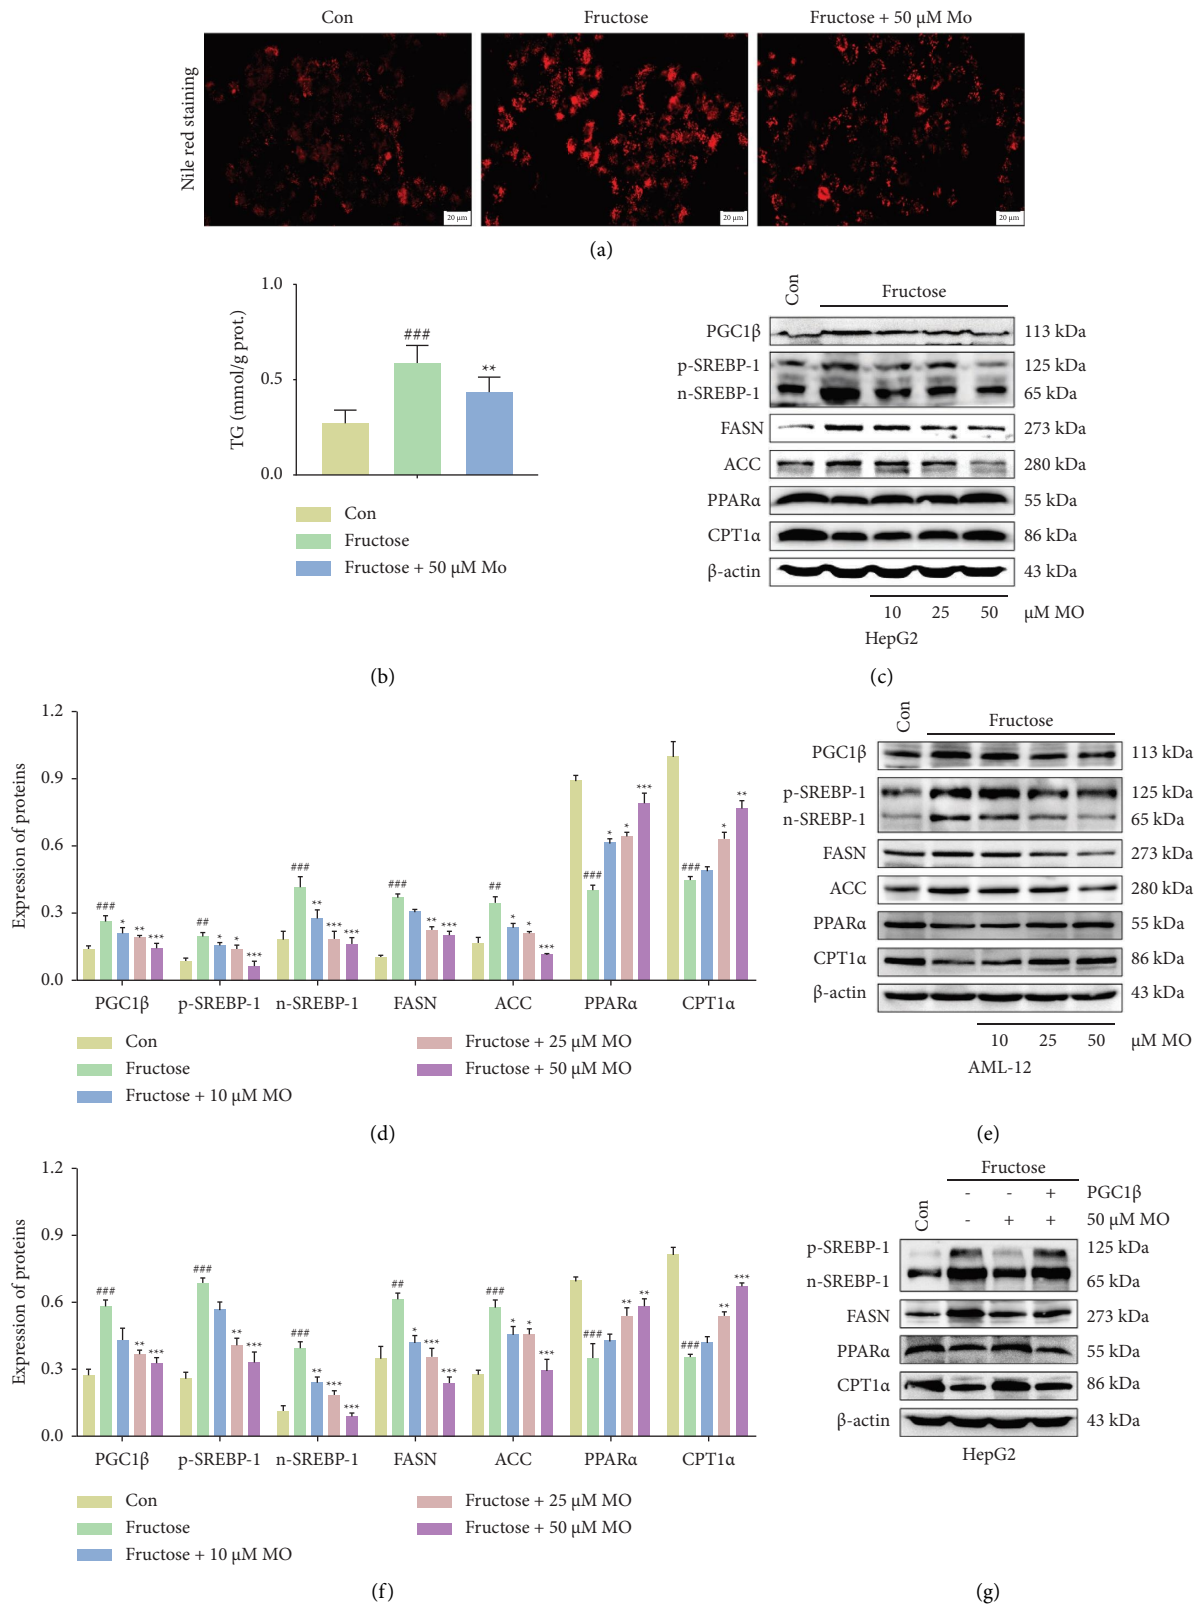 Con Fructose Fructose + 50 μM Mo
Nile red staining
20 μm 20 μm 20 μm
(a)
1.0
0.5
0.0
TG (mmol/g prot.)
###
**
Con
Fructose
Fructose + 50 μM Mo
(b)
Con Fructose
PGC1β 113 kDa
p-SREBP-1 125 kDa
n-SREBP-1 65 kDa
FASN 273 kDa
ACC 280 kDa
PPARα 55 kDa
CPT1α 86 kDa
β-actin 43 kDa
10 25 50 μM MO
HepG2
(c)
1.2
0.9
0.6
0.3
0.0
Expression of proteins
### * ** ***
## * * ***
### ** *** ***
### ** ***
## * * ***
### * * ***
### * **
PGC1β p-SREBP-1 n-SREBP-1 FASN ACC PPARα CPT1α
Con
Fructose
Fructose + 10 μM MO
Fructose + 25 μM MO
Fructose + 50 μM MO
(d)
Con Fructose
PGC1β 113 kDa
p-SREBP-1 125 kDa
n-SREBP-1 65 kDa
FASN 273 kDa
ACC 280 kDa
PPARα 55 kDa
CPT1α 86 kDa
β-actin 43 kDa
10 25 50 μM MO
AML-12
(e)
1.2
0.9
0.6
0.3
0.0
Expression of proteins
### ** ***
### ** ***
### ** *** ***
## * *** ***
### * * ***
### ** **
### ** ***
PGC1β p-SREBP-1 n-SREBP-1 FASN ACC PPARα CPT1α
Con
Fructose
Fructose + 10 μM MO
Fructose + 25 μM MO
Fructose + 50 μM MO
(f)
Fructose
Con - - + PGC1β
- + + 50 μM MO
p-SREBP-1 125 kDa
n-SREBP-1 65 kDa
FASN 273 kDa
PPARα 55 kDa
CPT1α 86 kDa
β-actin 43 kDa
HepG2
(g)